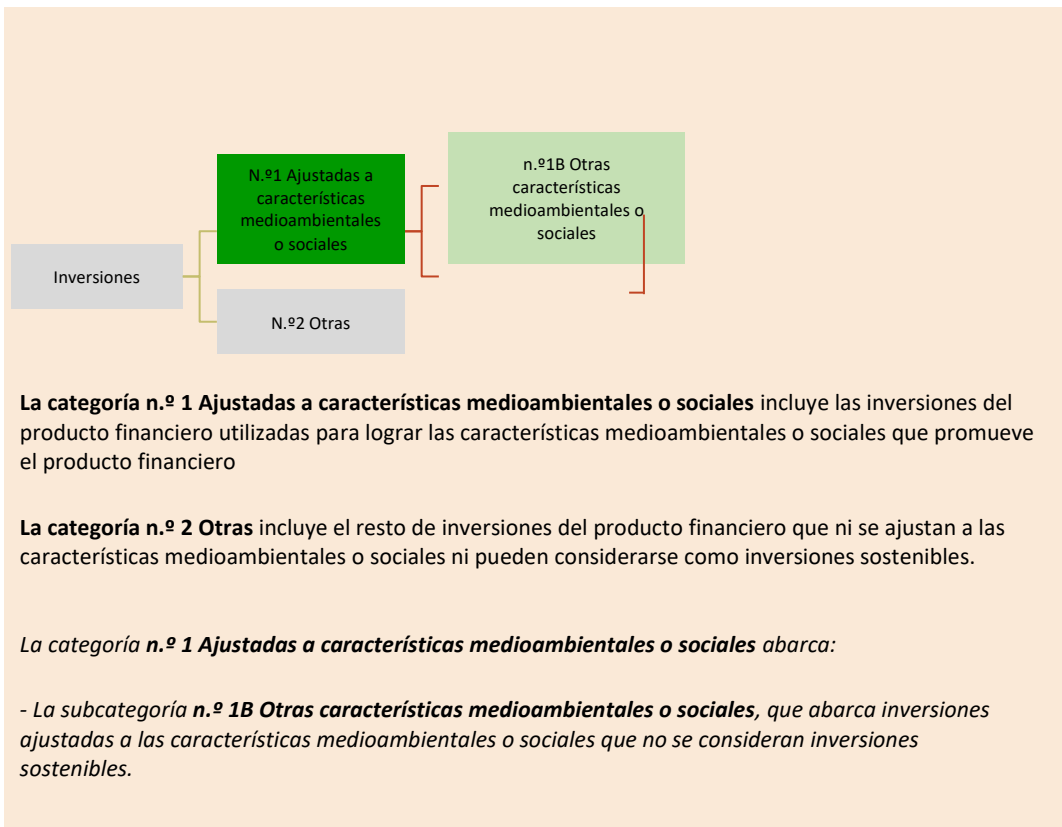 N.º1 Ajustadas a
características
medioambientales
o sociales
n.º1B Otras
características
medioambientales o
sociales
Inversiones
N.º2 Otras
La categoría n.º 1 Ajustadas a características medioambientales o sociales incluye las inversiones del
producto financiero utilizadas para lograr las características medioambientales o sociales que promueve
el producto financiero
La categoría n.º 2 Otras incluye el resto de inversiones del producto financiero que ni se ajustan a las
características medioambientales o sociales ni pueden considerarse como inversiones sostenibles.
La categoría n.º 1 Ajustadas a características medioambientales o sociales abarca:
- La subcategoría n.º 1B Otras características medioambientales o sociales, que abarca inversiones
ajustadas a las características medioambientales o sociales que no se consideran inversiones
sostenibles.